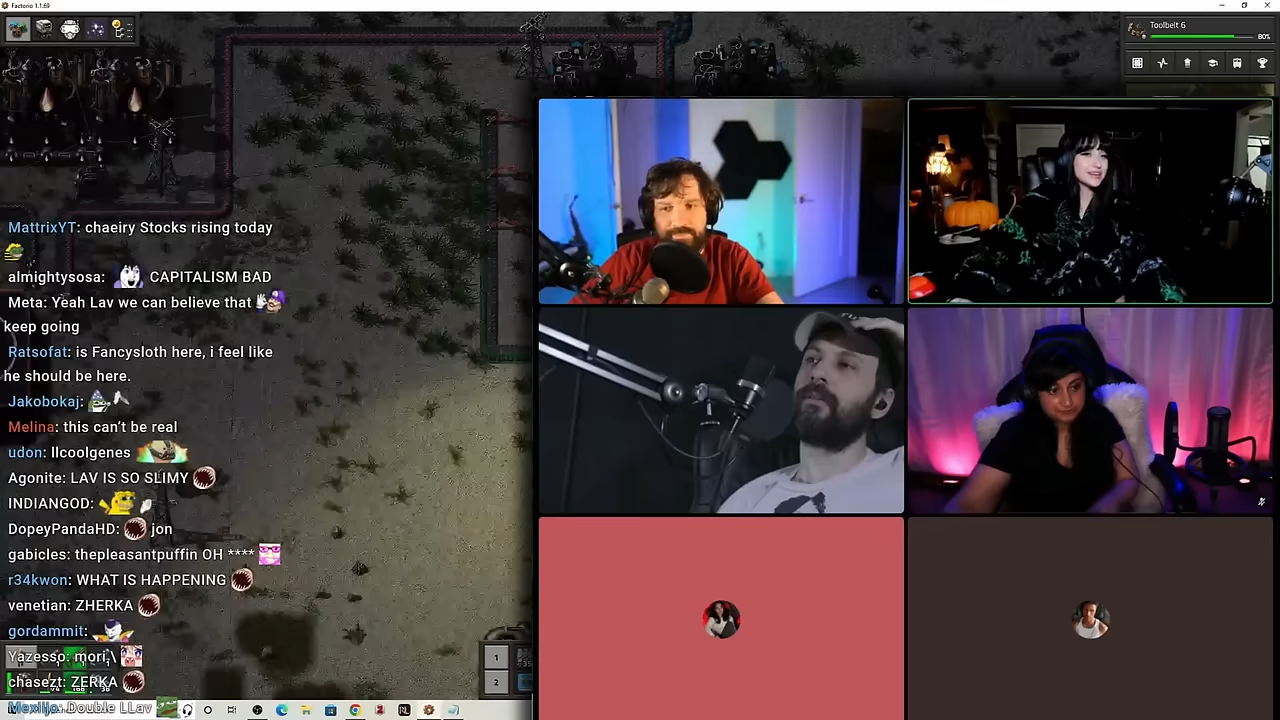 Factorio 1.1.69
Toolbelt 6
80%
MattrixYT: chaeiry Stocks rising today
almightysosa: CAPITALISM BAD
Meta: Yeah Lav we can believe that
keep going
Ratsofat: is Fancysloth here, i feel like
he should be here.
Jakobokaj:
Melina: this can't be real
udon: llcoolgenes
Agonite: LAV IS SO SLIMY
INDIANGOD:
DopeyPandaHD: jon
gabicles: thepleasantpuffin OH ****
r34kwon: WHAT IS HAPPENING
venetian: ZHERKA
gordammit:
Yazesso: mori
1
chasezt: ZERKA
2
Mexlijo: Double LLav